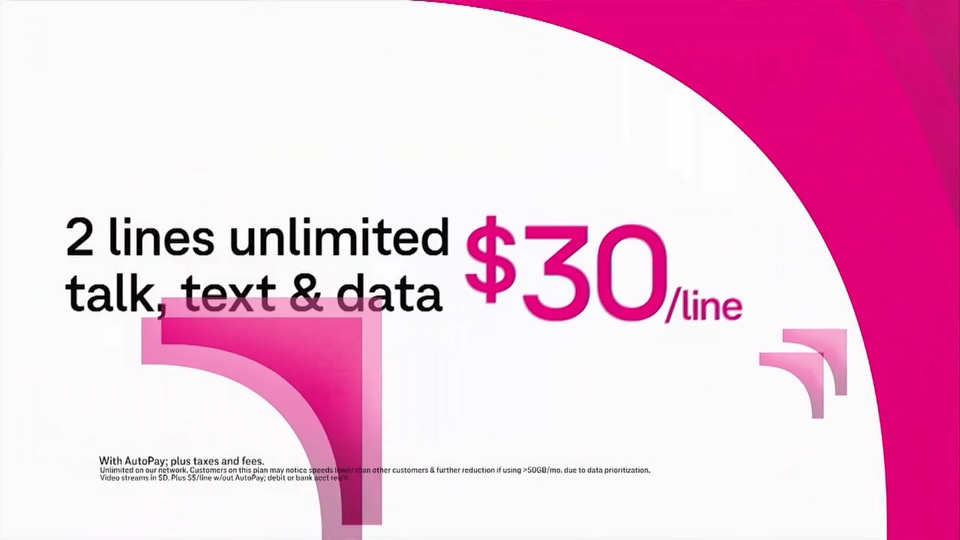 2 lines unlimited
talk, text & data
$30/line
With AutoPay; plus taxes and fees.
Unlimited on our network. Customers on this plan may notice speeds lower than other customers & further reduction if using >50GB/mo. due to data prioritization.
Video streams in SD. Plus $5/line w/out AutoPay; debit or bank acct req'd.